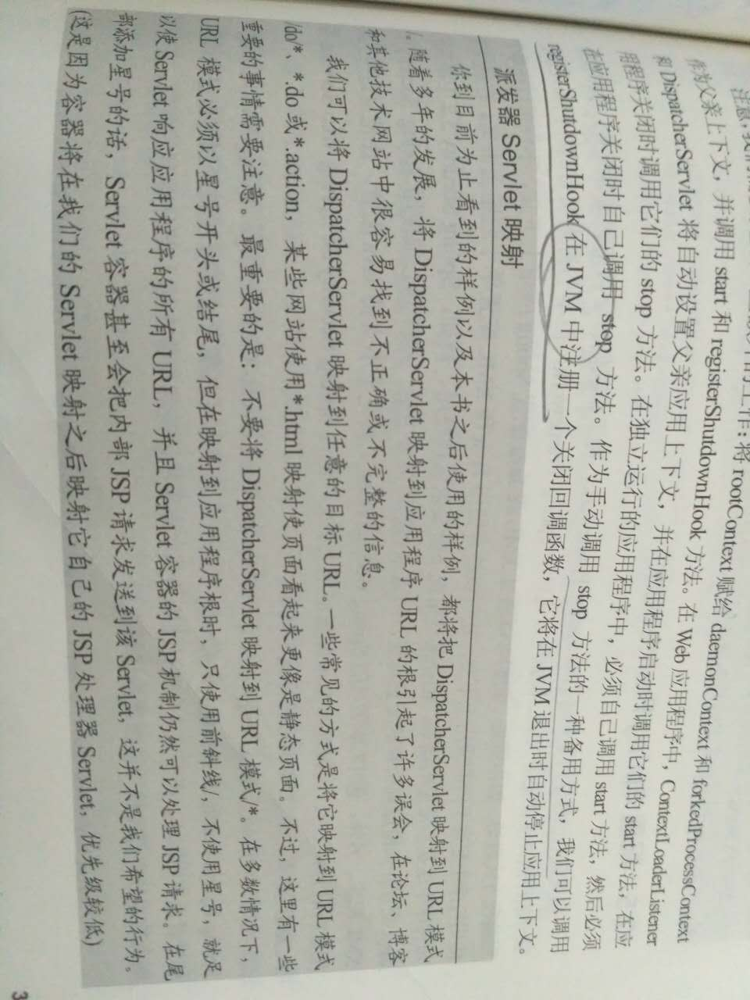 注意，我们
工作：将 rootContext 赋给 daemonContext 和 forkedProcessContext
作为父亲上下文，并调用 start 和 registerShutdownHook 方法。在 Web 应用程序中，ContextLoaderListener
和 DispatcherServlet 将自动设置父亲应用上下文，并在应用程序启动时调用它们的 start 方法，在应
用程序关闭时调用它们的 stop 方法。在独立运行的应用程序中，必须自己调用 start 方法，然后必须
在应用程序关闭时自己调用 stop 方法。作为手动调用 stop 方法的一种备用方式，我们可以调用
registerShutdownHook 在 JVM 中注册一个关闭回调函数，它将在 JVM 退出时自动停止应用上下文。
派发器 Servlet 映射
你到目前为止看到的样例以及本书之后使用的样例，都将把 DispatcherServlet 映射到 URL 模式
/。随着多年的发展，将 DispatcherServlet 映射到应用程序 URL 的根引起了许多误会，在论坛、博客
和其他技术网站中很容易找到不正确或不完整的信息。
我们可以将 DispatcherServlet 映射到任意的目标 URL。一些常见的方式是将它映射到 URL 模式
/do/*、*.do 或*.action，某些网站使用*.html 映射使页面看起来更像是静态页面。不过，这里有一些
重要的事情需要注意。最重要的是：不要将 DispatcherServlet 映射到 URL 模式/*。在多数情况下，
URL 模式必须以星号开头或结尾，但在映射到应用程序根时，只使用前斜线/，不使用星号，就足
以使 Servlet 响应应用程序的所有 URL，并且 Servlet 容器的 JSP 机制仍然可以处理 JSP 请求。在尾
部添加星号的话，Servlet 容器甚至会把内部 JSP 请求发送到该 Servlet，这并不是我们希望的行为。
(这是因为容器将在我们的 Servlet 映射之后映射它自己的 JSP 处理器 Servlet，优先级较低)
3